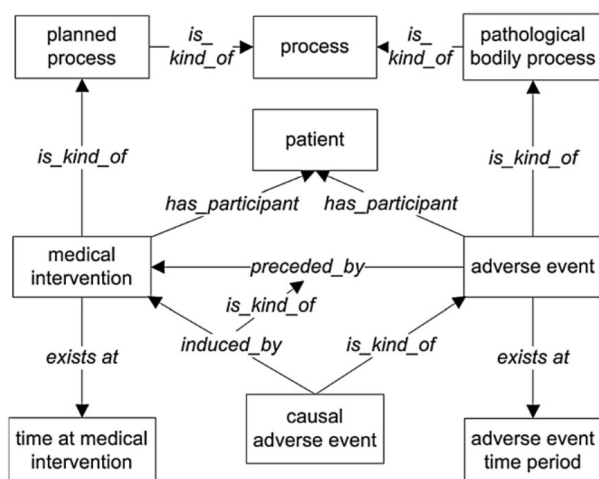 planned
process
is_
kind_of
process
is_
kind_of
pathological
bodily process
is_kind_of
patient
is_kind_of
has_participant
has_participant
medical
intervention
preceded_by
adverse event
is_kind_of
induced_by
is_kind_of
exists at
exists at
time at medical
intervention
causal
adverse event
adverse event
time period